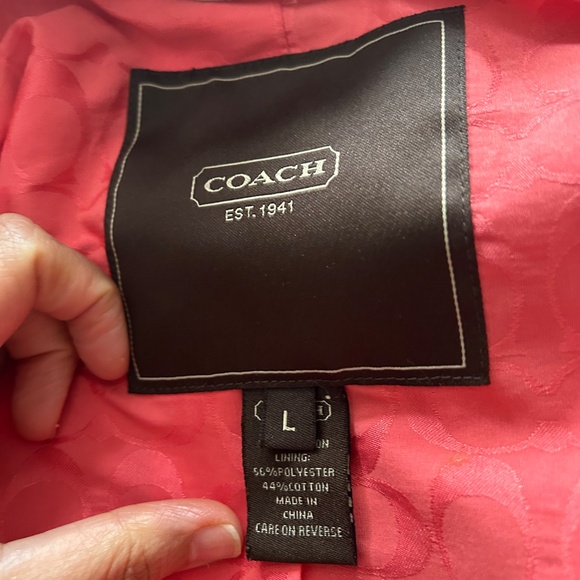 COACH
EST. 1941
L
LINING:
56%POLYESTER
44%COTTON
MADE IN
CHINA
CARE ON REVERSE